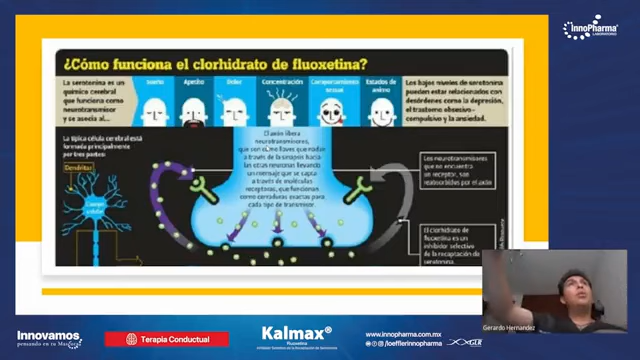 InnoPharma
LABORATORIO
¿Cómo funciona el clorhidrato de fluoxetina?
La serotonina es un
químico cerebral
que funciona como
neurotransmisor
y se asocia al...
Sueño
Apetito
Dolor
Concentración
Comportamiento
sexual
Estados de
ánimo
Los bajos niveles de serotonina
pueden estar relacionados con
desórdenes como la depresión,
el trastorno obsesivo-
compulsivo y la ansiedad.
La típica célula cerebral está
formada principalmente
por tres partes:
Dendritas
Cuerpo
celular
El axón libera
neurotransmisores,
que son como llaves que nadan
a través de la sinapsis hacia
las otras neuronas llevando
un mensaje que se capta
a través de moléculas
receptoras, que funcionan
como cerraduras exactas para
cada tipo de transmisor.
Los neurotransmisores
que no encuentra
un receptor, son
reabsorbidos por el axón
El clorhidrato de
fluoxetina es un
inhibidor selectivo
de la recaptación de
serotonina.
Gerardo Hernandez
Innovamos
pensando en tu
Terapia Conductual
Kalmax®
Fluoxetina
www.innopharma.com.mx
@loefflerinnopharma